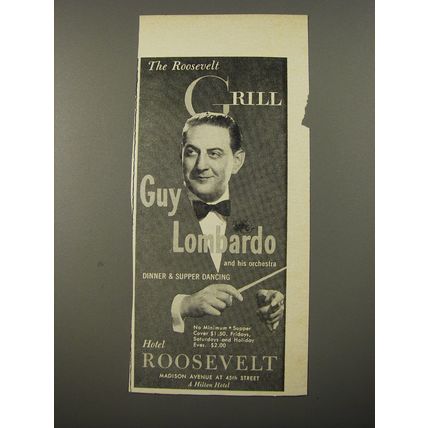 The Roosevelt
GRILL
Guy
Lombardo
and his orchestra
DINNER & SUPPER DANCING
No Minimum • Supper
Cover $1.50. Fridays,
Saturdays and Holiday
Eves. $2.00
Hotel
ROOSEVELT
MADISON AVENUE AT 45th STREET
A Hilton Hotel